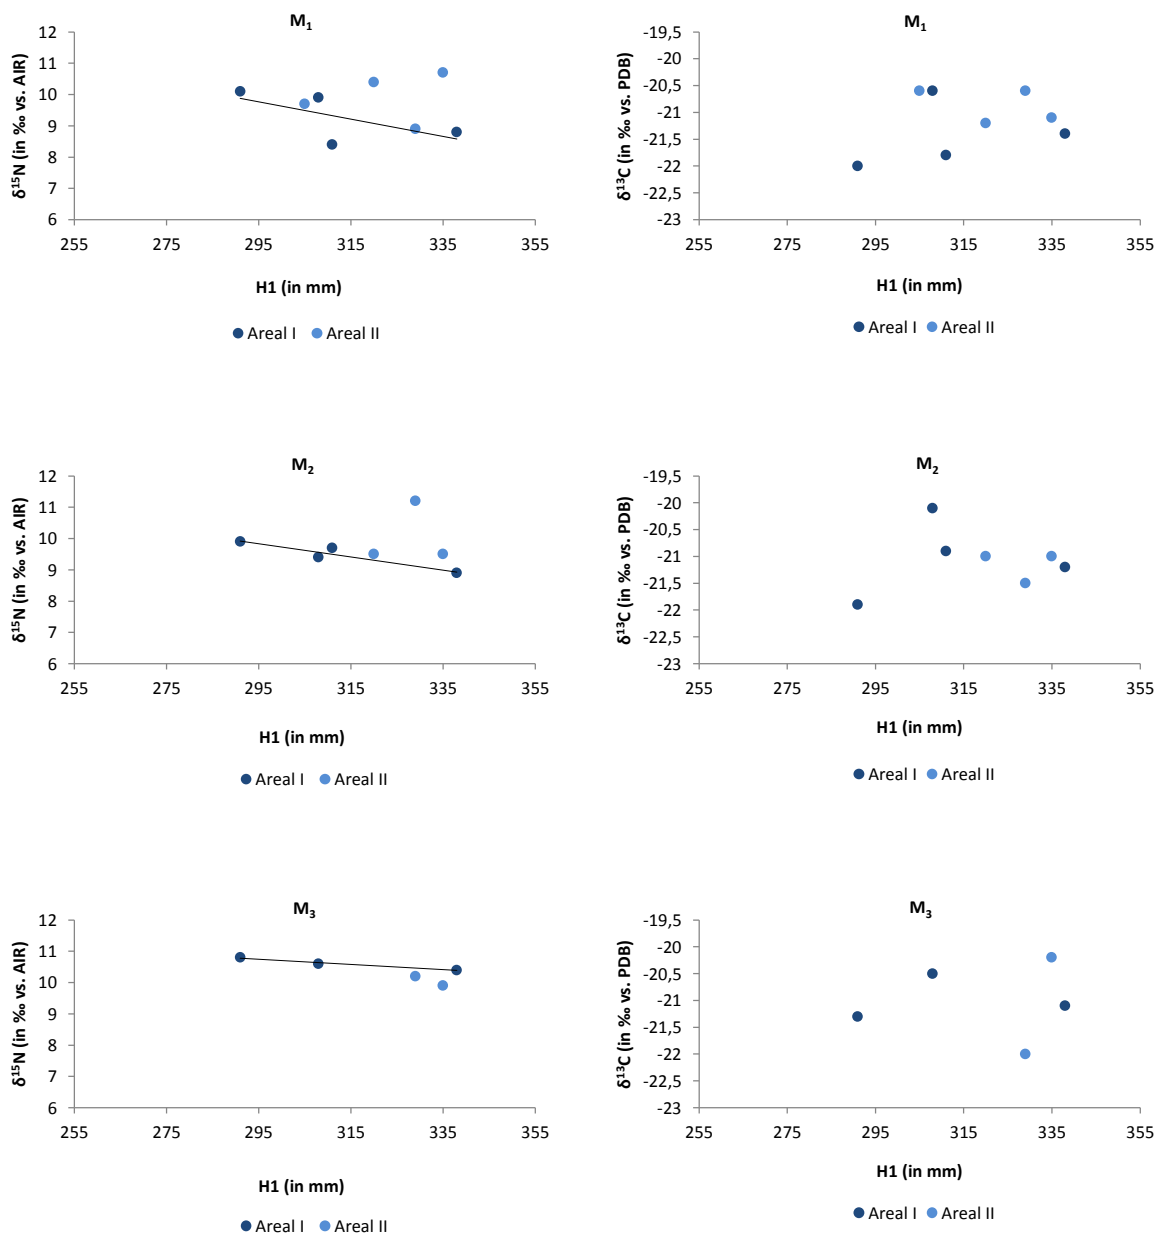 M₁
12
11
10
9
8
7
6
255 275 295 315 335 355
δ¹⁵N (in ‰ vs. AIR)
H1 (in mm)
Areal I Areal II
M₁
-19,5
-20
-20,5
-21
-21,5
-22
-22,5
-23
255 275 295 315 335 355
δ¹³C (in ‰ vs. PDB)
H1 (in mm)
Areal I Areal II
M₂
12
11
10
9
8
7
6
255 275 295 315 335 355
δ¹⁵N (in ‰ vs. AIR)
H1 (in mm)
Areal I Areal II
M₂
-19,5
-20
-20,5
-21
-21,5
-22
-22,5
-23
255 275 295 315 335 355
δ¹³C (in ‰ vs. PDB)
H1 (in mm)
Areal I Areal II
M₃
12
11
10
9
8
7
6
255 275 295 315 335 355
δ¹⁵N (in ‰ vs. AIR)
H1 (in mm)
Areal I Areal II
M₃
-19,5
-20
-20,5
-21
-21,5
-22
-22,5
-23
255 275 295 315 335 355
δ¹³C (in ‰ vs. PDB)
H1 (in mm)
Areal I Areal II